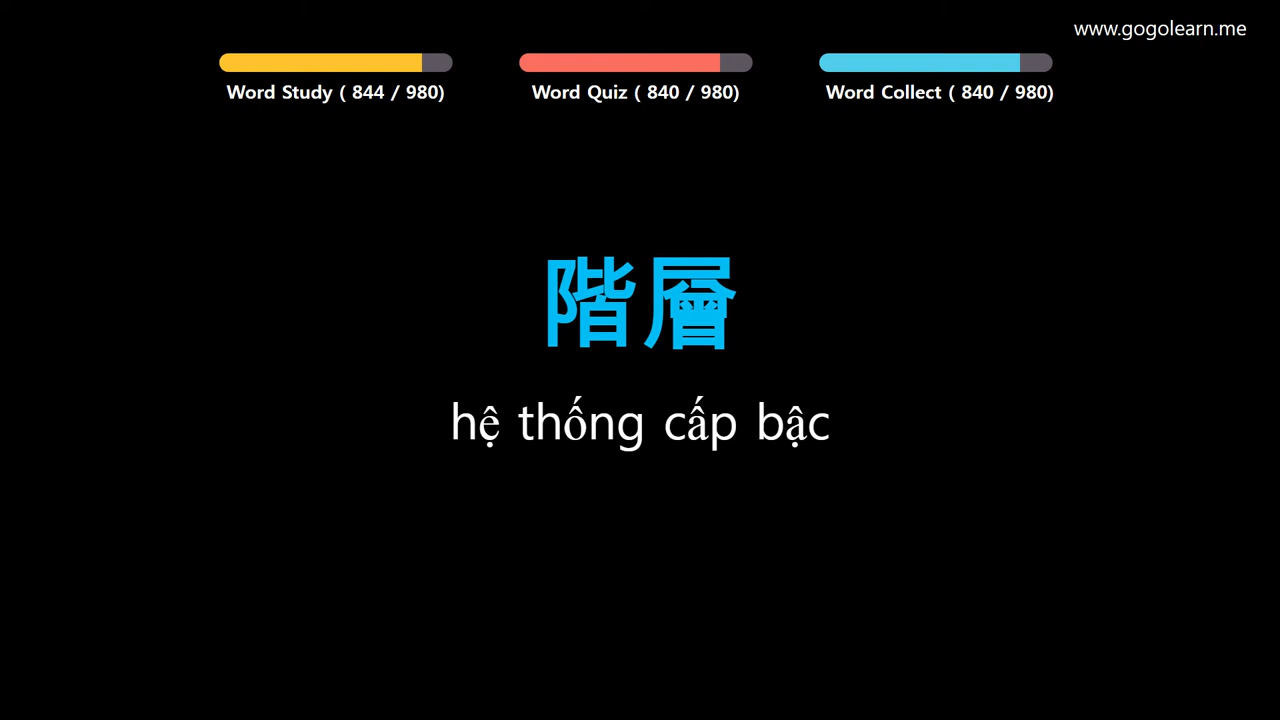 www.gogolearn.me
Word Study ( 844 / 980)
Word Quiz ( 840 / 980)
Word Collect ( 840 / 980)
階層
hệ thống cấp bậc